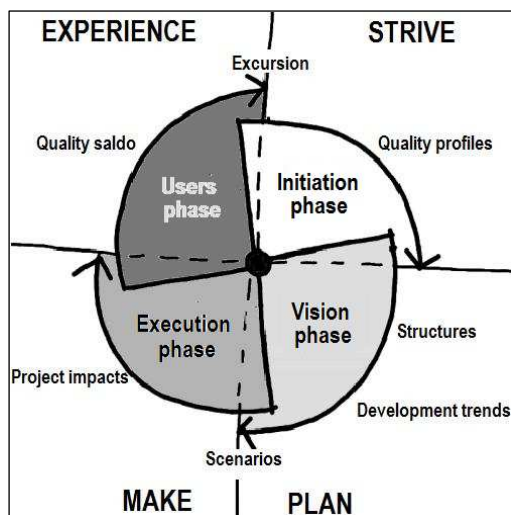 EXPERIENCE
STRIVE
Excursion
Quality saldo
Quality profiles
Users
phase
Initiation
phase
Execution
phase
Vision
phase
Structures
Project impacts
Development trends
Scenarios
MAKE
PLAN